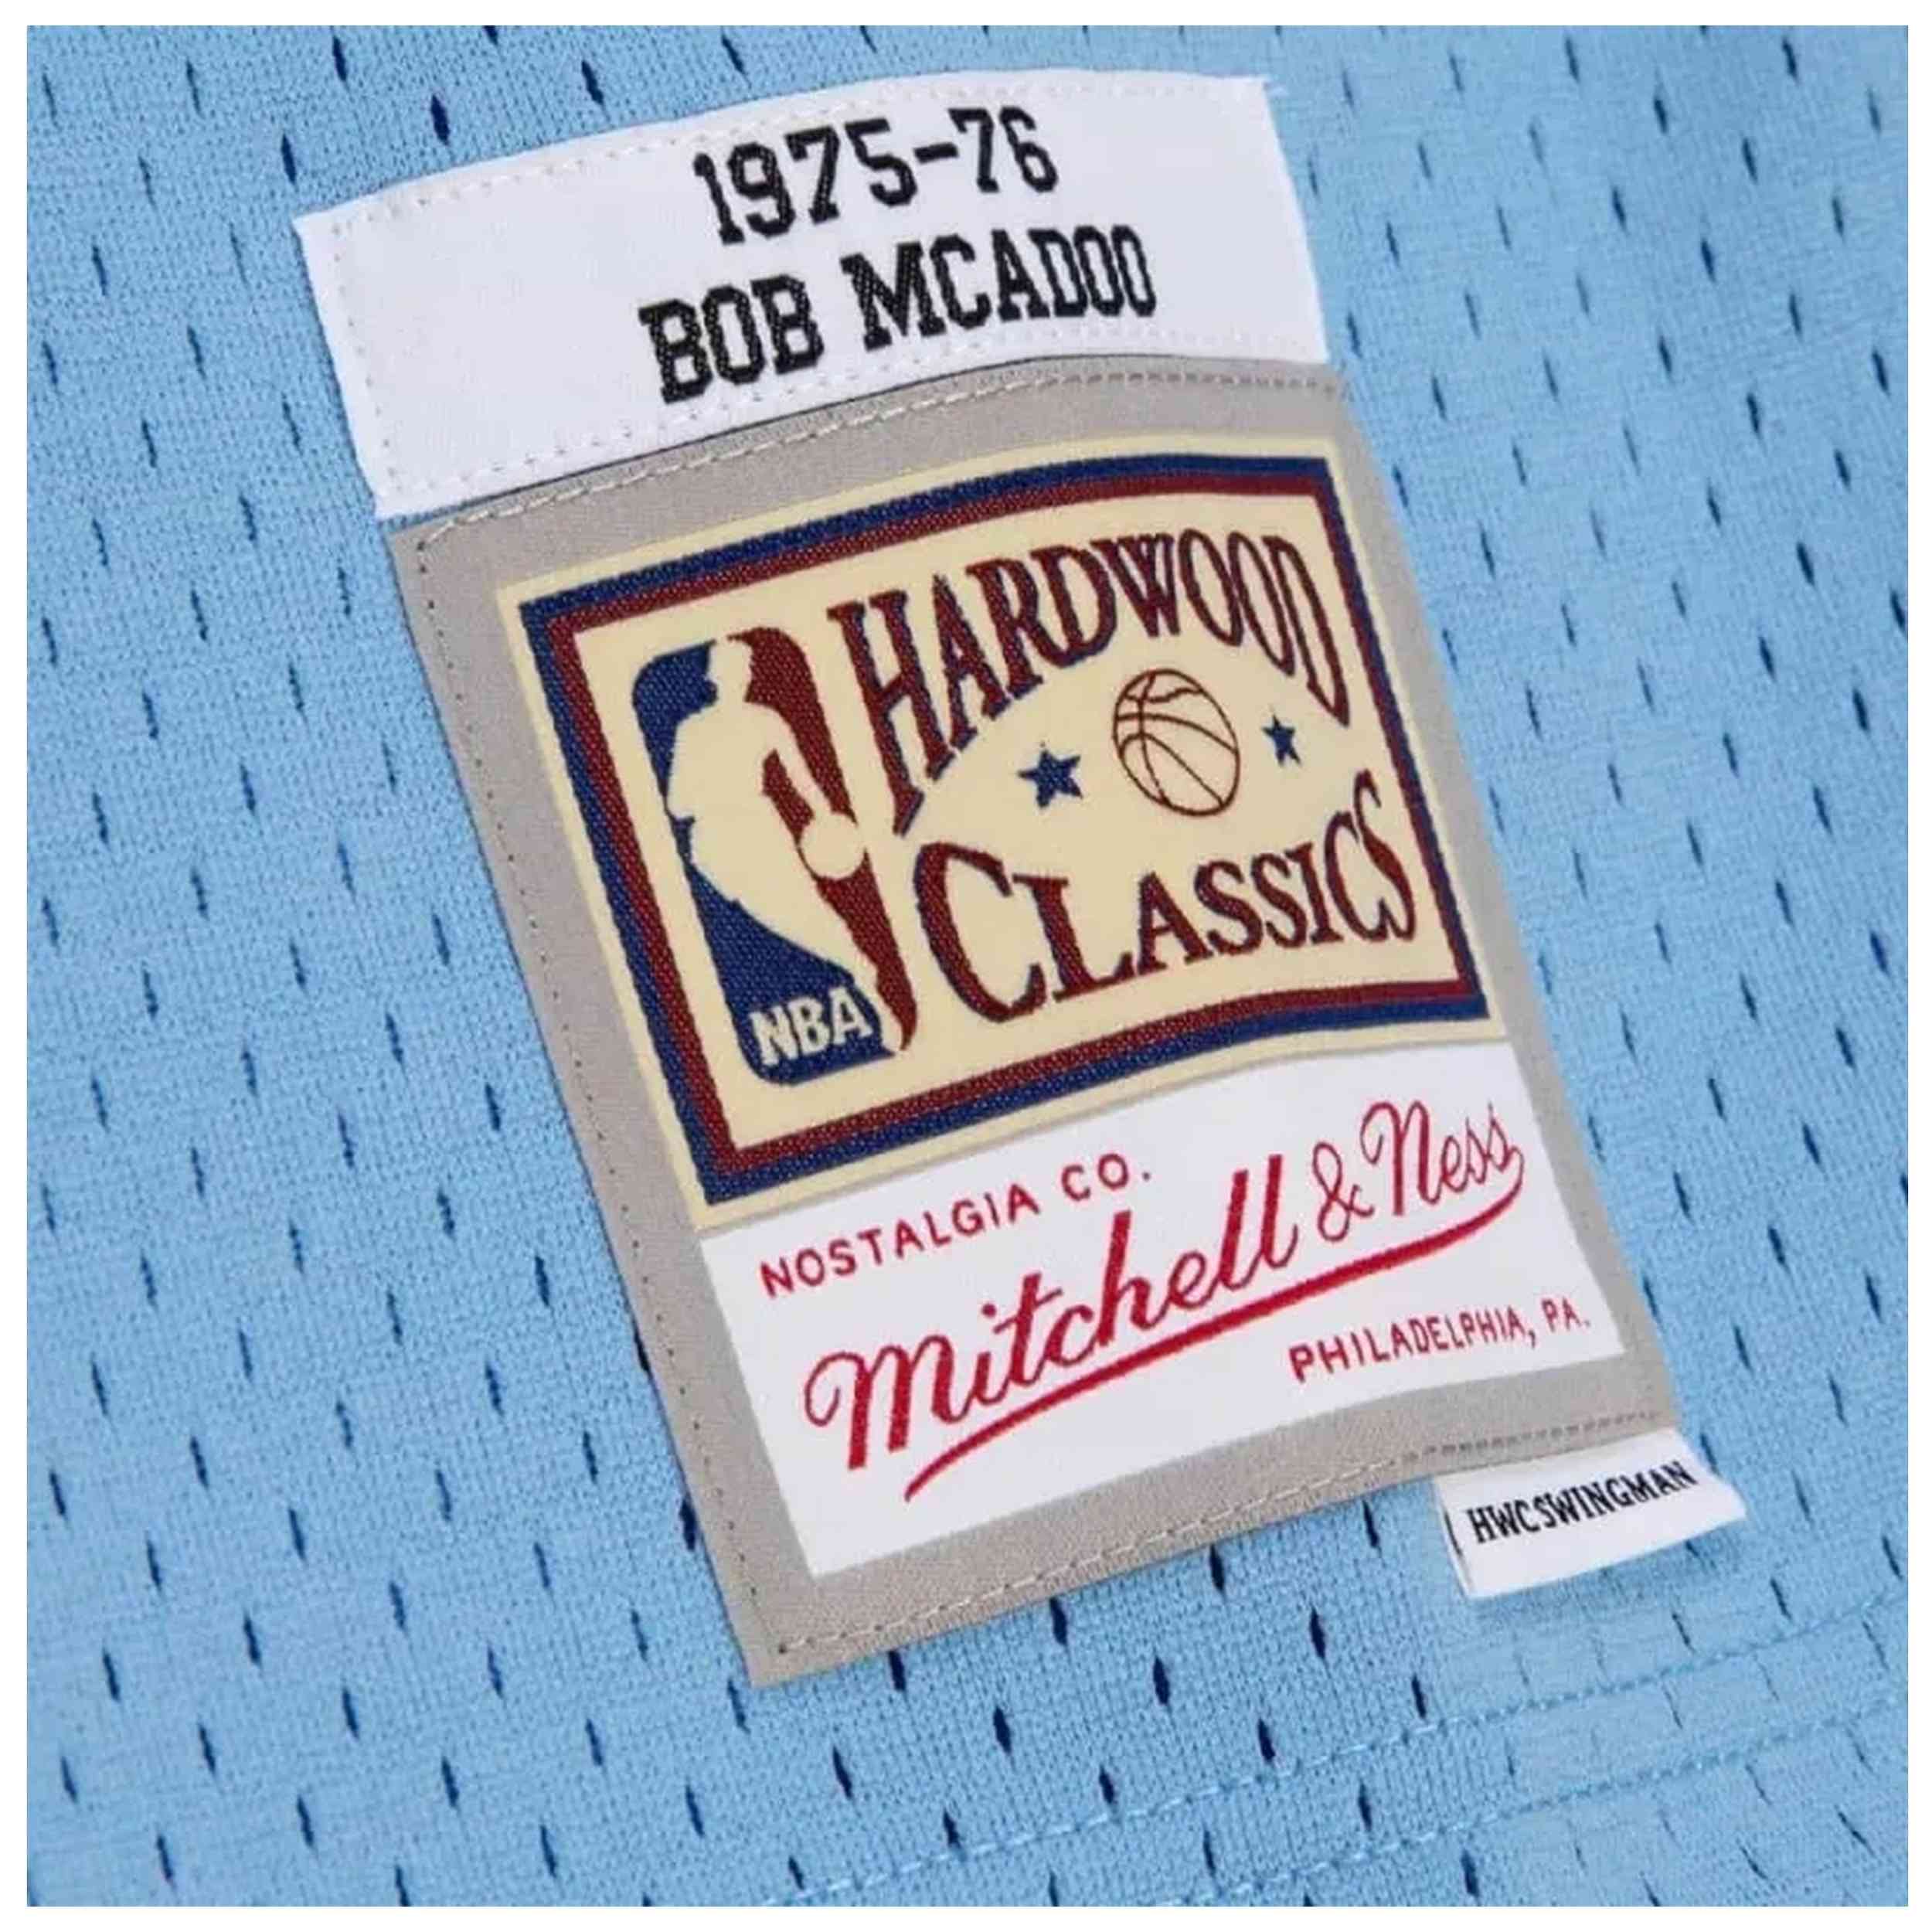 1975-76
BOB MCADOO
HARDWOOD
CLASSICS
NBA
NOSTALGIA CO.
Mitchell & Ness
PHILADELPHIA, PA.
HWCSWINGMAN